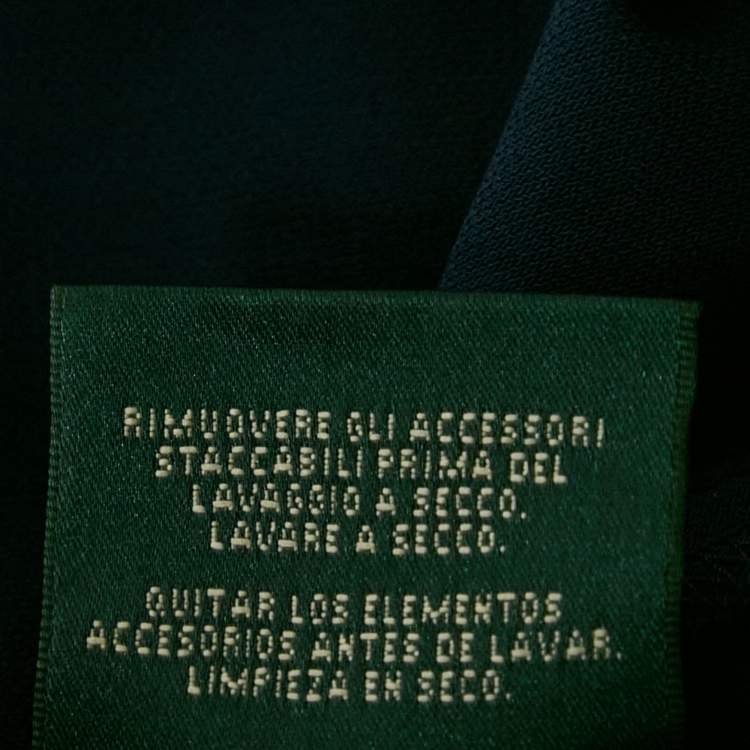 RIMUOVERE GLI ACCESSORI
STACCABILI PRIMA DEL
LAVAGGIO A SECCO.
LAVARE A SECCO.
QUITAR LOS ELEMENTOS
ACCESORIOS ANTES DE LAVAR.
LIMPIEZA EN SECO.